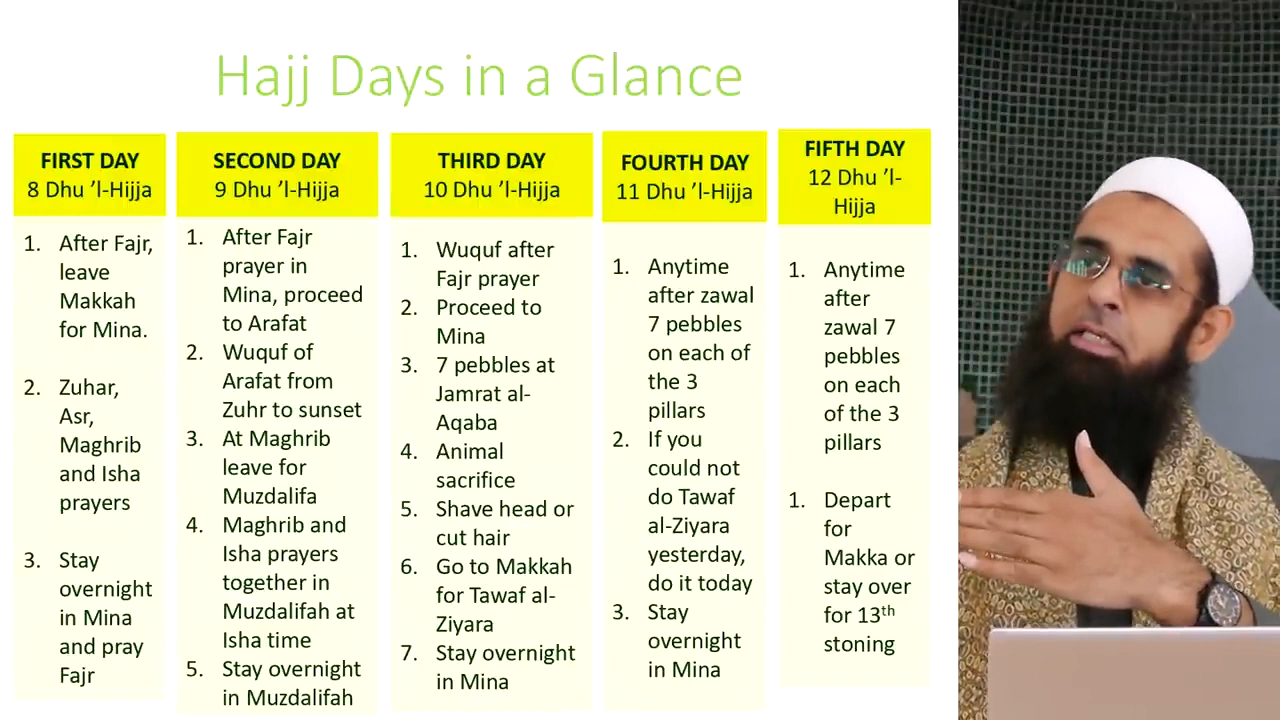 Hajj Days in a Glance
FIRST DAY
8 Dhu ’l-Hijja
1. After Fajr,
leave
Makkah
for Mina.
2. Zuhar,
Asr,
Maghrib
and Isha
prayers
3. Stay
overnight
in Mina
and pray
Fajr
SECOND DAY
9 Dhu ’l-Hijja
1. After Fajr
prayer in
Mina, proceed
to Arafat
2. Wuquf of
Arafat from
Zuhr to sunset
3. At Maghrib
leave for
Muzdalifa
4. Maghrib and
Isha prayers
together in
Muzdalifah at
Isha time
5. Stay overnight
in Muzdalifah
THIRD DAY
10 Dhu ’l-Hijja
1. Wuquf after
Fajr prayer
2. Proceed to
Mina
3. 7 pebbles at
Jamrat al-
Aqaba
4. Animal
sacrifice
5. Shave head or
cut hair
6. Go to Makkah
for Tawaf al-
Ziyara
7. Stay overnight
in Mina
FOURTH DAY
11 Dhu ’l-Hijja
1. Anytime
after zawal
7 pebbles
on each of
the 3
pillars
2. If you
could not
do Tawaf
al-Ziyara
yesterday,
do it today
3. Stay
overnight
in Mina
FIFTH DAY
12 Dhu ’l-
Hijja
1. Anytime
after
zawal 7
pebbles
on each
of the 3
pillars
1. Depart
for
Makka or
stay over
for 13th
stoning